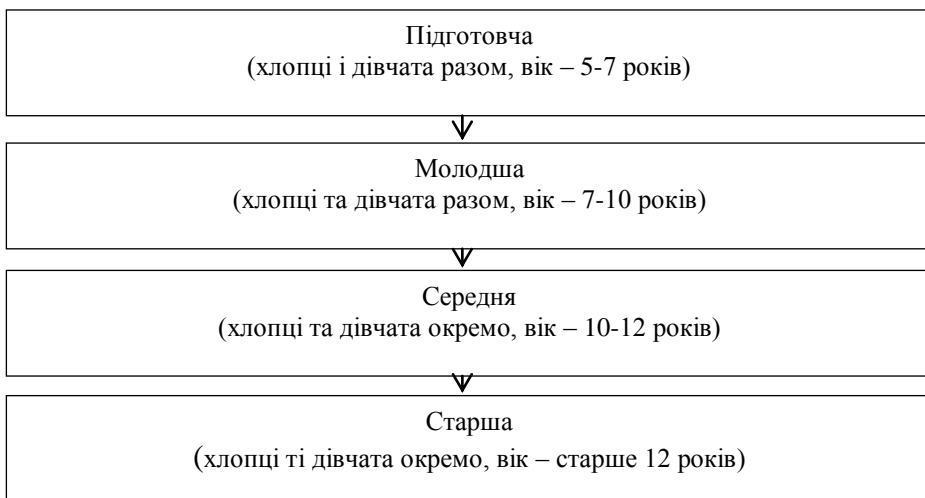 Підготовча
(хлопці і дівчата разом, вік – 5-7 років)
Молодша
(хлопці та дівчата разом, вік – 7-10 років)
Середня
(хлопці та дівчата окремо, вік – 10-12 років)
Старша
(хлопці ті дівчата окремо, вік – старше 12 років)